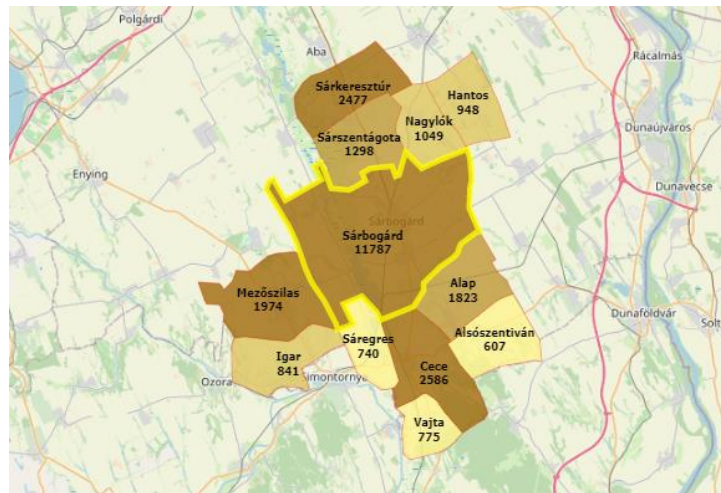 Polgárdi
Aba
Rácalmás
Sárkeresztúr
2477
Hantos
948
Nagylók
1049
Sárszentágota
1298
Dunaújváros
Enying
Dunavecse
Sárbogárd
Sárbogárd
11787
Mezőszilas
1974
Alap
1823
Alsószentiván
607
Dunaföldvár
Solt
Sáregres
740
Igar
841
Cece
2586
Ozora
Simontornya
Vajta
775